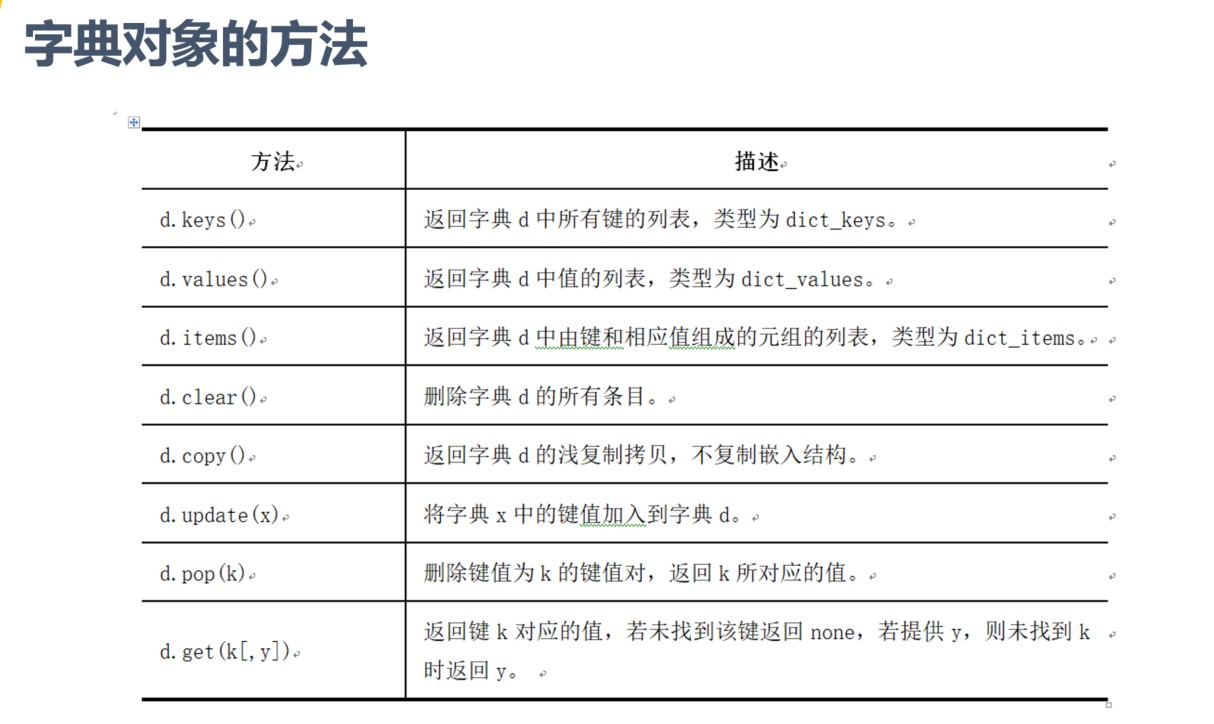 字典对象的方法
方法 描述
d.keys() 返回字典 d 中所有键的列表，类型为 dict_keys。
d.values() 返回字典 d 中值的列表，类型为 dict_values。
d.items() 返回字典 d 中由键和相应值组成的元组的列表，类型为 dict_items。
d.clear() 删除字典 d 的所有条目。
d.copy() 返回字典 d 的浅复制拷贝，不复制嵌入结构。
d.update(x) 将字典 x 中的键值加入到字典 d。
d.pop(k) 删除键值为 k 的键值对，返回 k 所对应的值。
d.get(k[,y]) 返回键 k 对应的值，若未找到该键返回 none，若提供 y，则未找到 k
时返回 y。